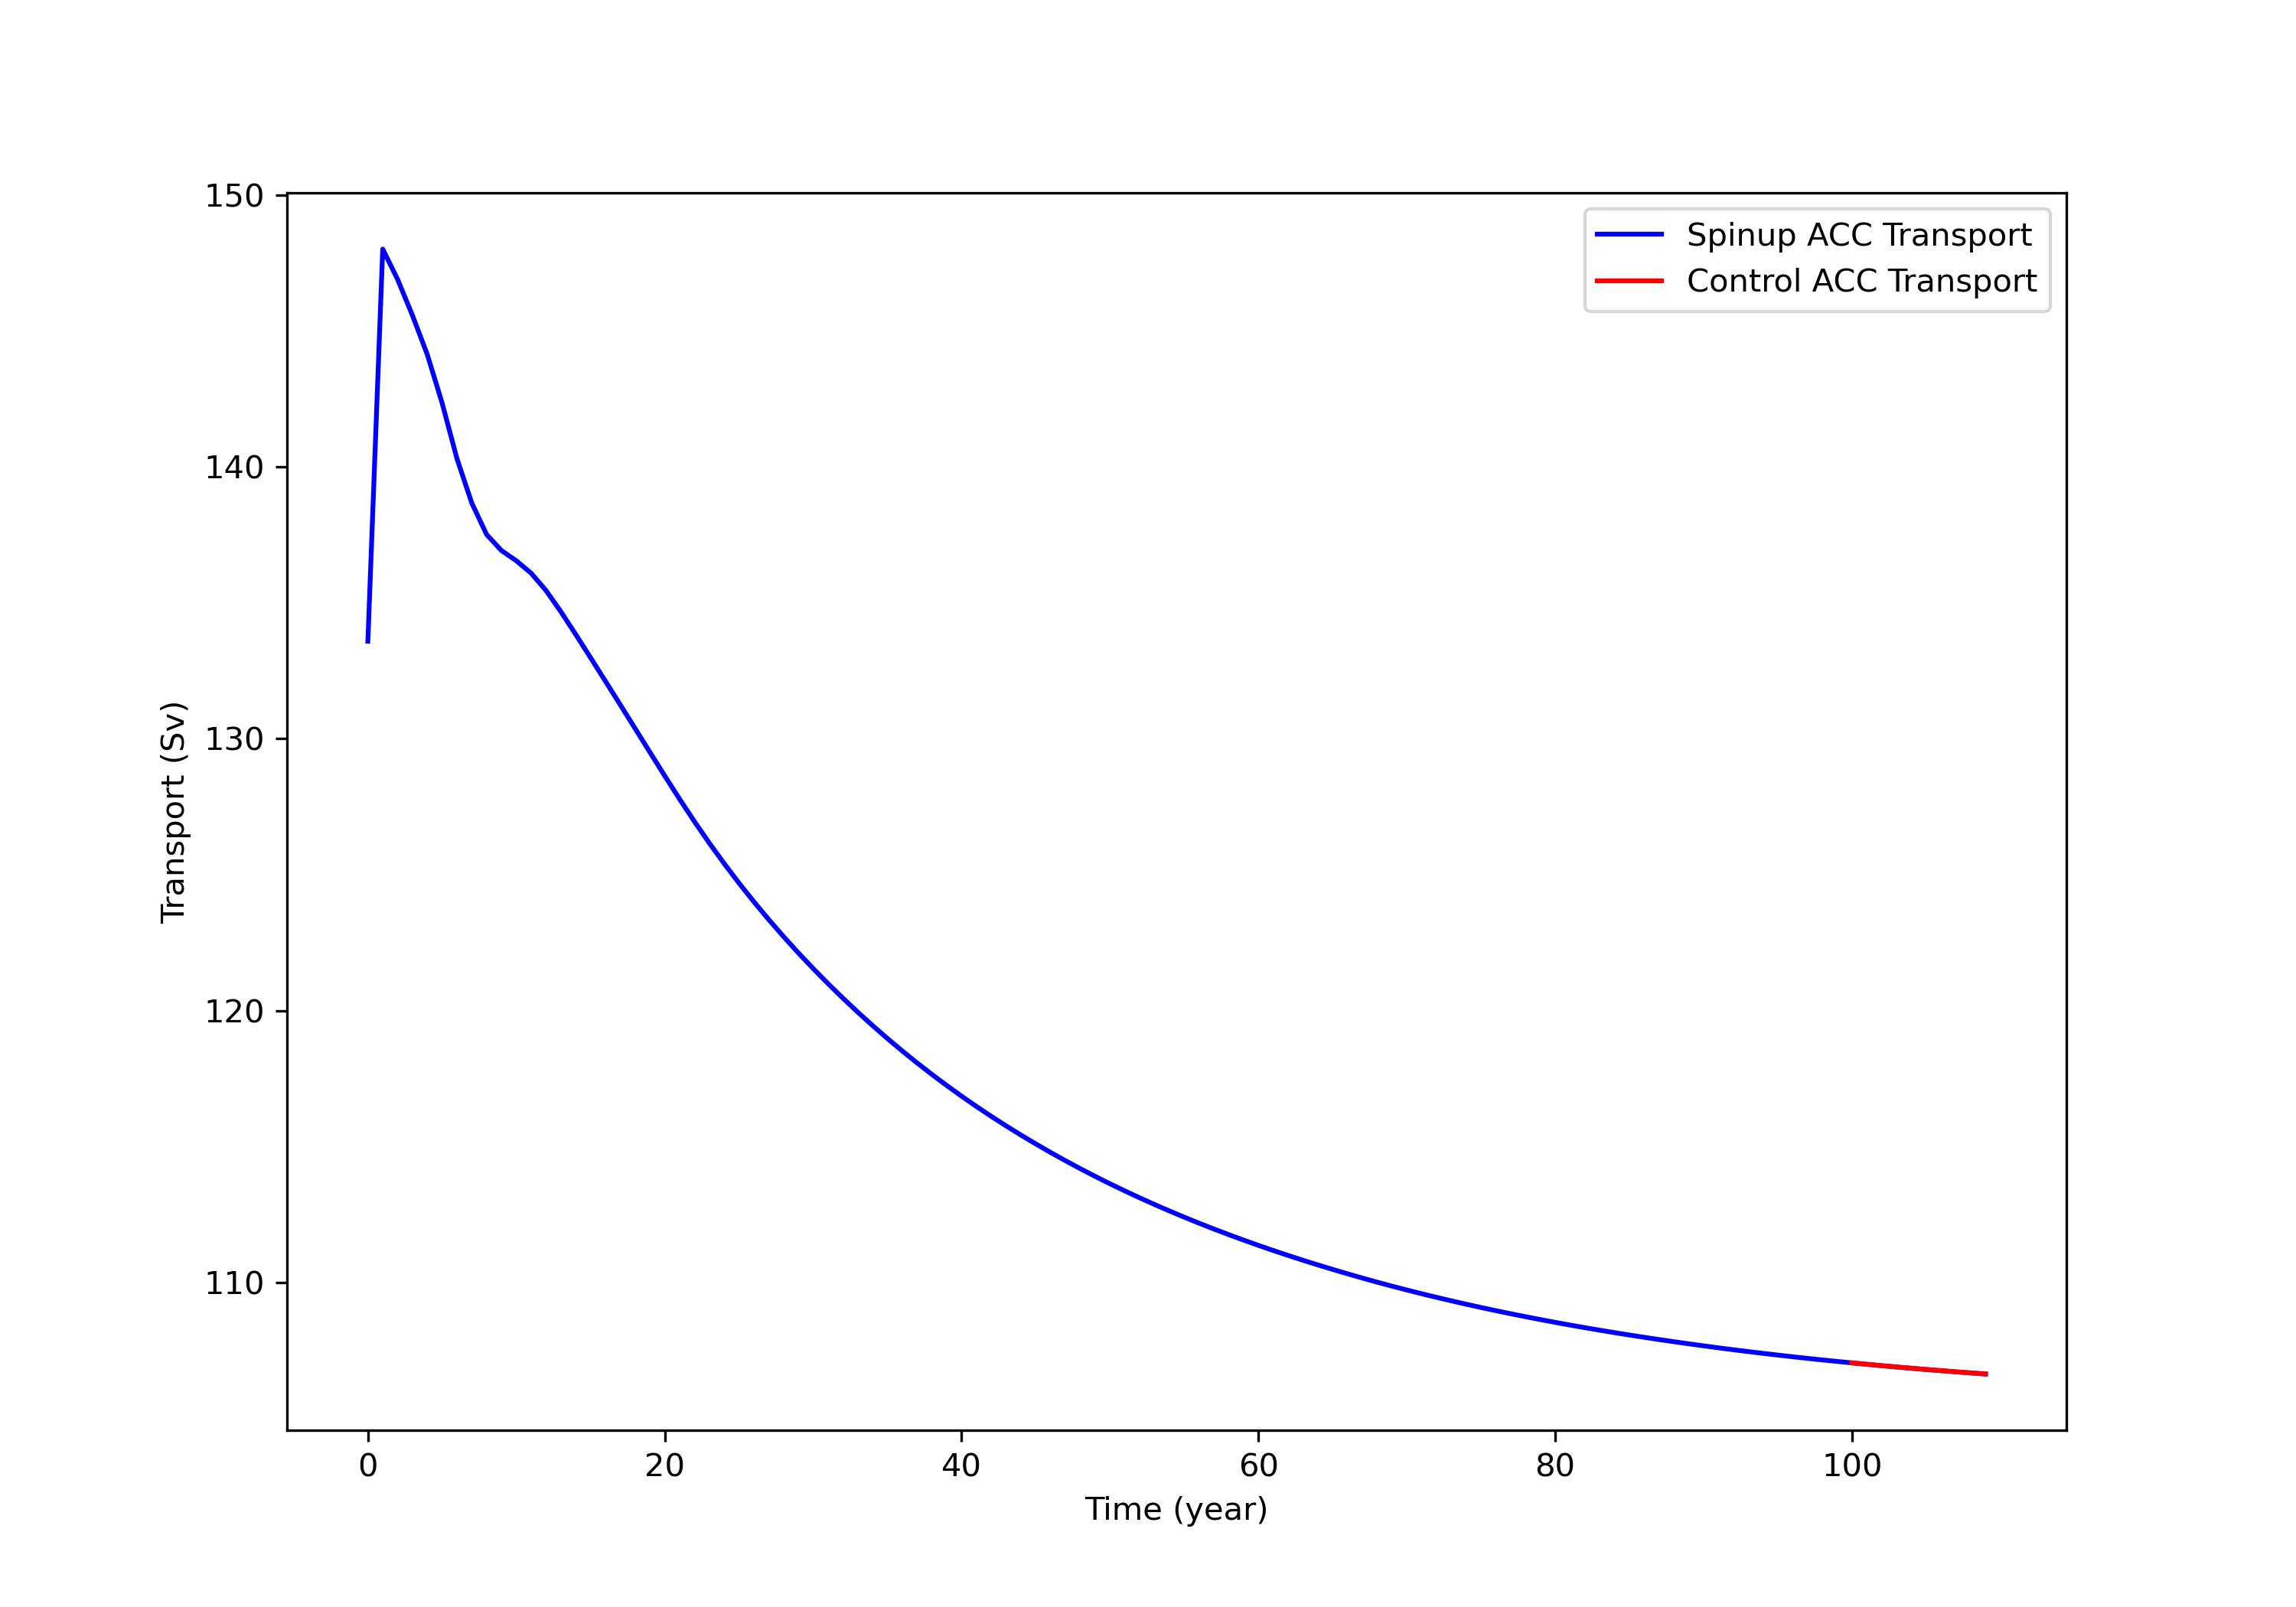 150
140
130
120
110
Transport (Sv)
0 20 40 60 80 100
Time (year)
Spinup ACC Transport
Control ACC Transport